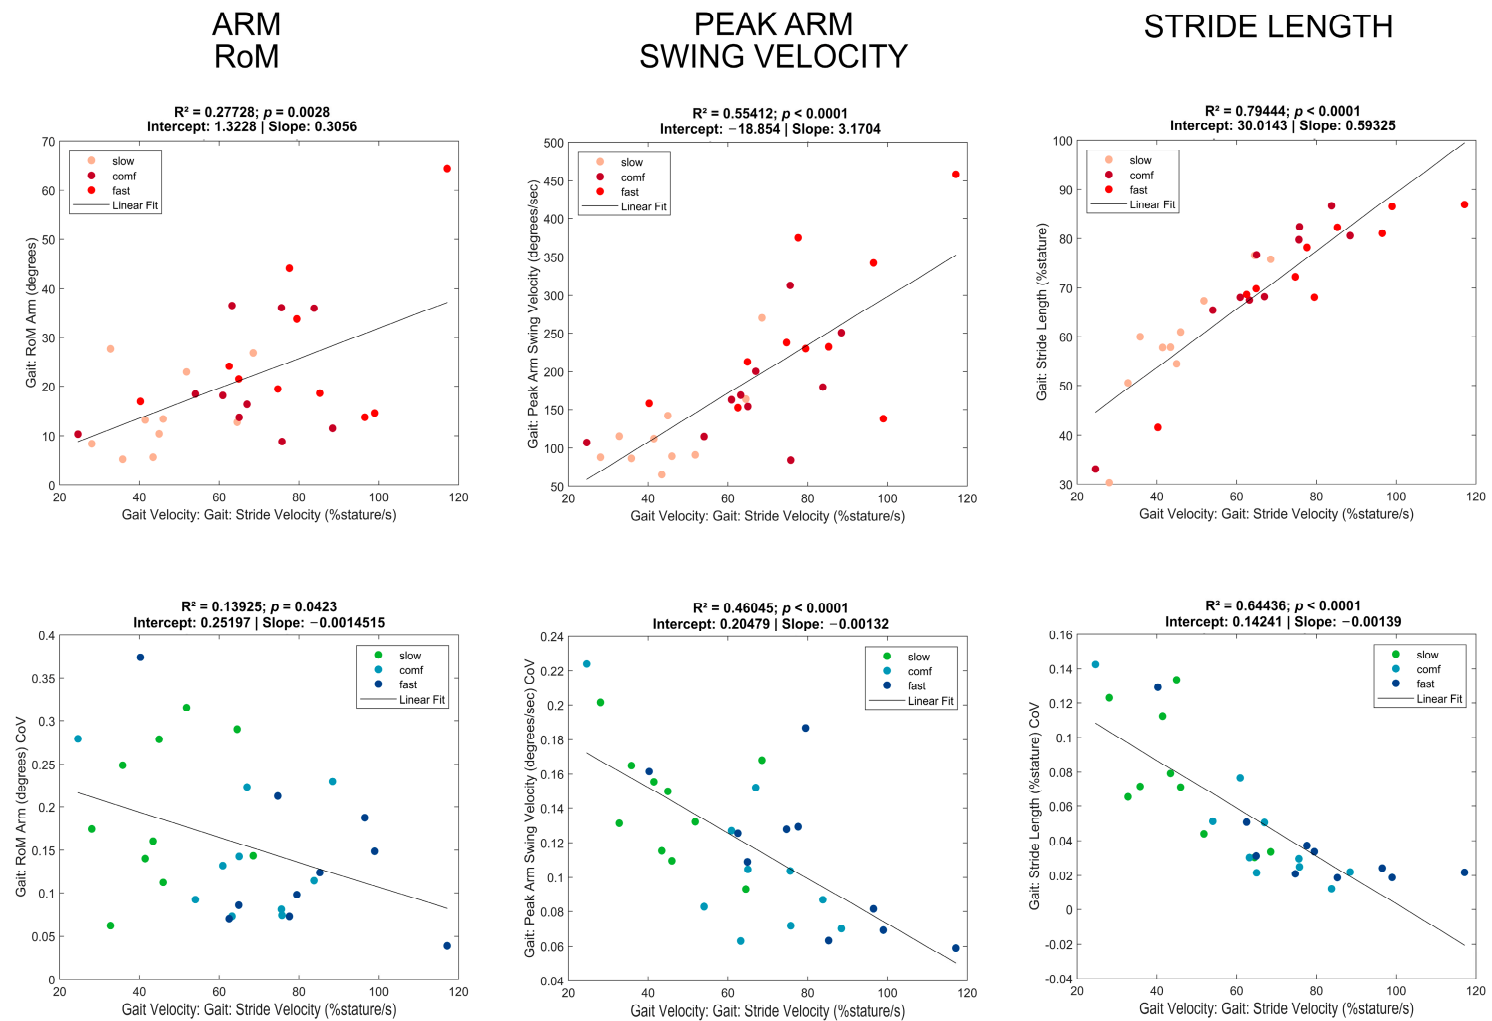 ARM
RoM
PEAK ARM
SWING VELOCITY
STRIDE LENGTH
R² = 0.27728; p = 0.0028
Intercept: 1.3228 | Slope: 0.3056
70
60
50
40
30
20
10
0
Gait: RoM Arm (degrees)
slow
comf
fast
Linear Fit
20
40
60
80
100
120
Gait Velocity: Gait: Stride Velocity (%stature/s)
R² = 0.55412; p < 0.0001
Intercept: −18.854 | Slope: 3.1704
500
450
400
350
300
250
200
150
100
50
Gait: Peak Arm Swing Velocity (degrees/sec)
slow
comf
fast
Linear Fit
20
40
60
80
100
120
Gait Velocity: Gait: Stride Velocity (%stature/s)
R² = 0.79444; p < 0.0001
Intercept: 30.0143 | Slope: 0.59325
100
90
80
70
60
50
40
30
Gait: Stride Length (%stature)
slow
comf
fast
Linear Fit
20
40
60
80
100
120
Gait Velocity: Gait: Stride Velocity (%stature/s)
R² = 0.13925; p = 0.0423
Intercept: 0.25197 | Slope: −0.0014515
0.4
0.35
0.3
0.25
0.2
0.15
0.1
0.05
0
Gait: RoM Arm (degrees) CoV
slow
comf
fast
Linear Fit
20
40
60
80
100
120
Gait Velocity: Gait: Stride Velocity (%stature/s)
R² = 0.46045; p < 0.0001
Intercept: 0.20479 | Slope: −0.00132
0.24
0.22
0.2
0.18
0.16
0.14
0.12
0.1
0.08
0.06
0.04
Gait: Peak Arm Swing Velocity (degrees/sec) CoV
slow
comf
fast
Linear Fit
20
40
60
80
100
120
Gait Velocity: Gait: Stride Velocity (%stature/s)
R² = 0.64436; p < 0.0001
Intercept: 0.14241 | Slope: −0.00139
0.16
0.14
0.12
0.1
0.08
0.06
0.04
0.02
0
-0.02
-0.04
Gait: Stride Length (%stature) CoV
slow
comf
fast
Linear Fit
20
40
60
80
100
120
Gait Velocity: Gait: Stride Velocity (%stature/s)